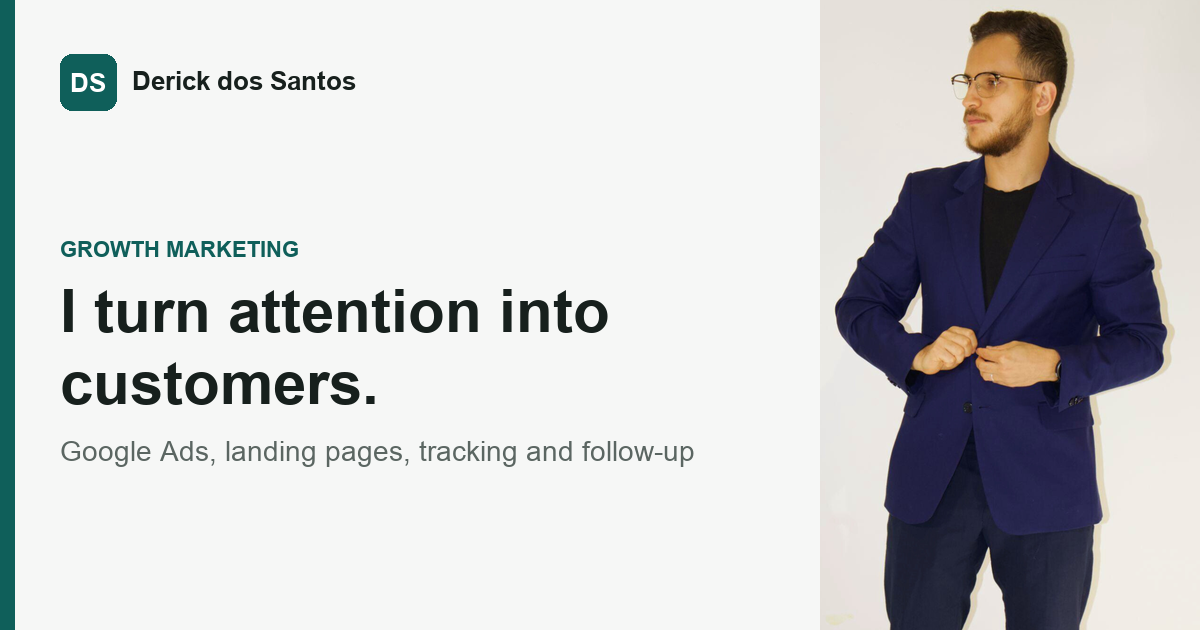 DS
Derick dos Santos
GROWTH MARKETING
I turn attention into
customers.
Google Ads, landing pages, tracking and follow-up